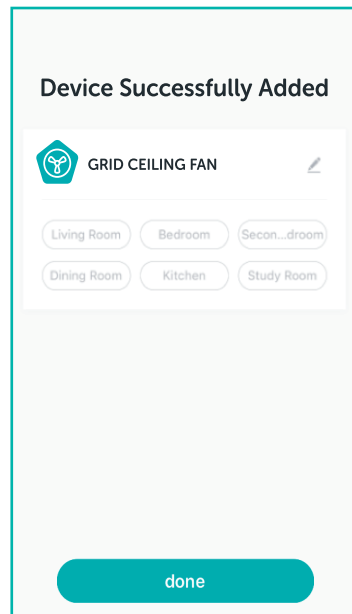 Device Successfully Added
GRID CEILING FAN
Living Room Bedroom Secon...droom
Dining Room Kitchen Study Room
done